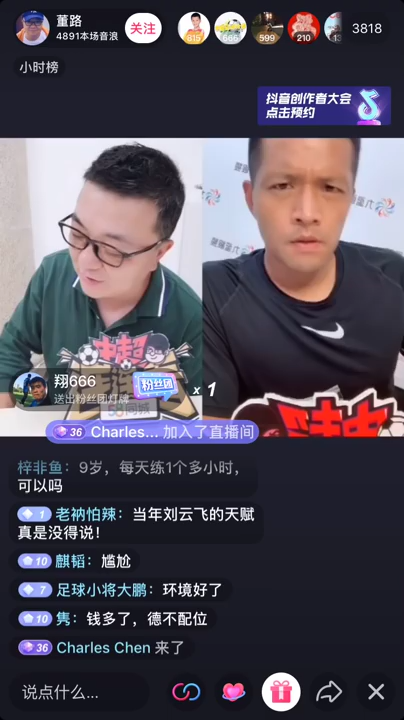 董路
4891本场音浪
关注
815
666
599
210
3818
小时榜
抖音创作者大会
点击预约
中超
翔666
送出粉丝团灯牌
粉丝团
x 1
36 Charles... 加入了直播间
梓非鱼：9岁，每天练1个多小时，
可以吗
1 老衲怕辣：当年刘云飞的天赋
真是没得说！
10 麒韬：尴尬
7 足球小将大鹏：环境好了
10 隽：钱多了，德不配位
36 Charles Chen 来了
说点什么...